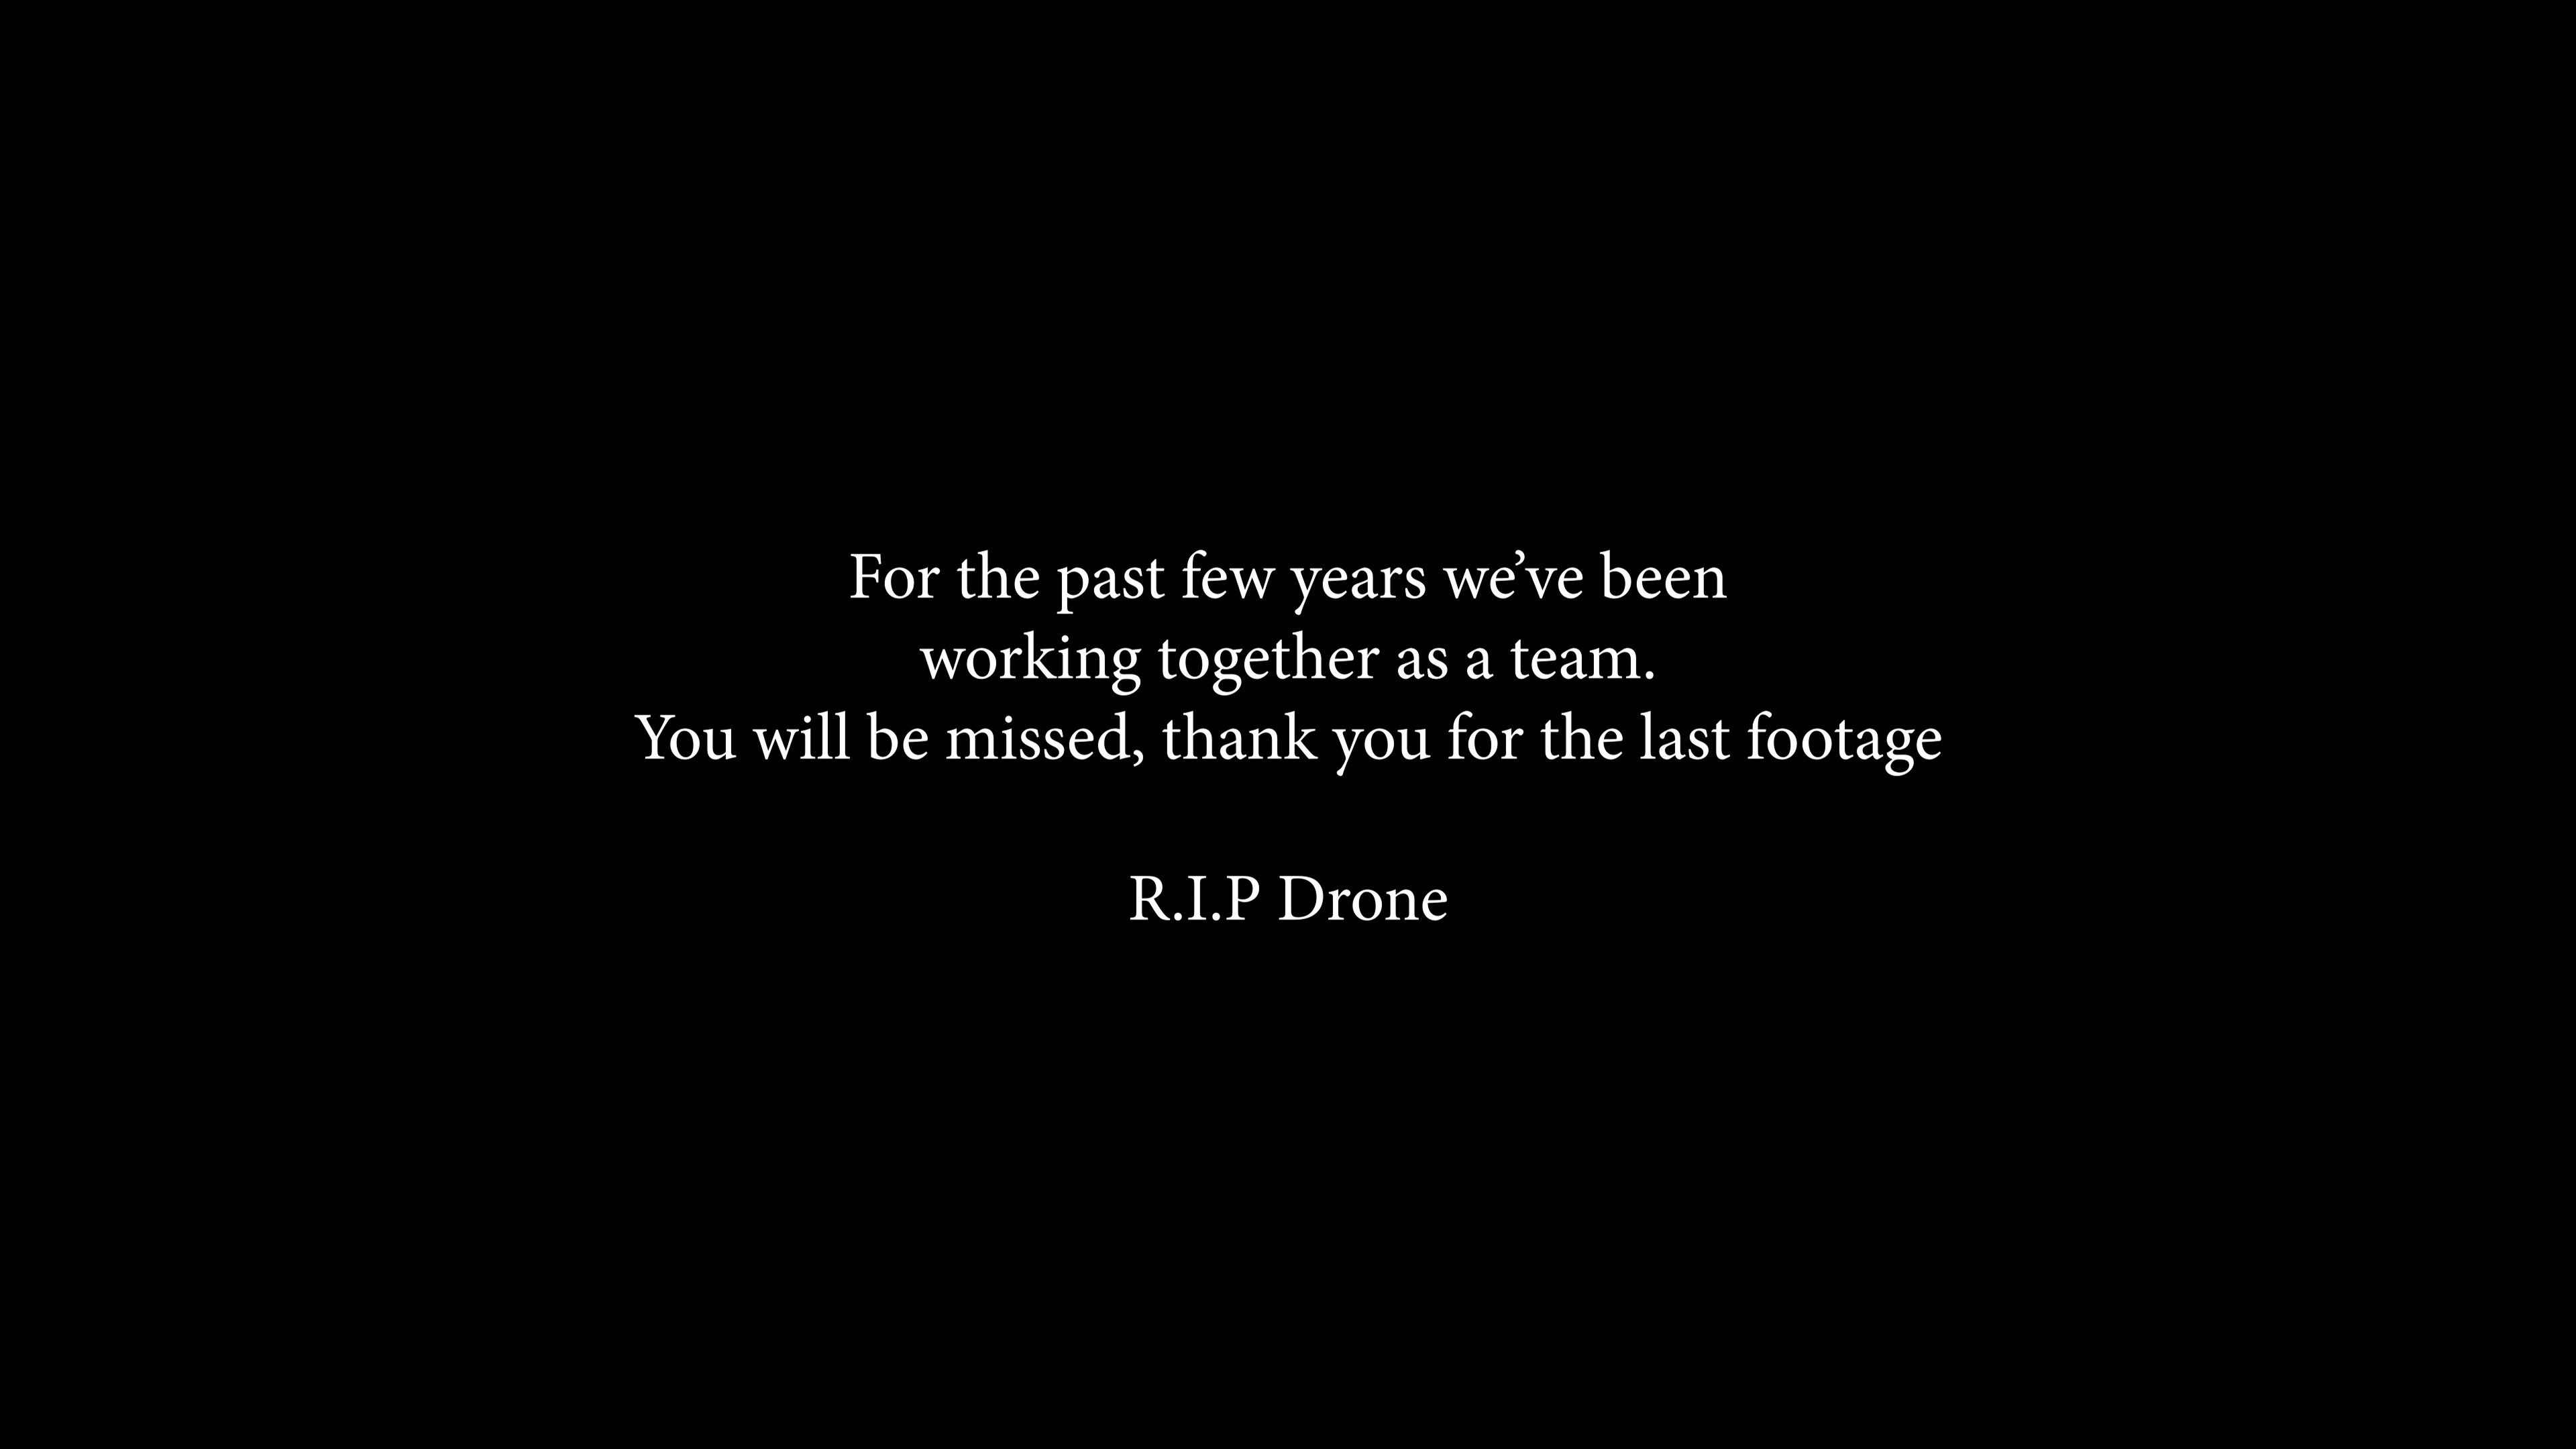 For the past few years we’ve been
working together as a team.
You will be missed, thank you for the last footage
R.I.P Drone